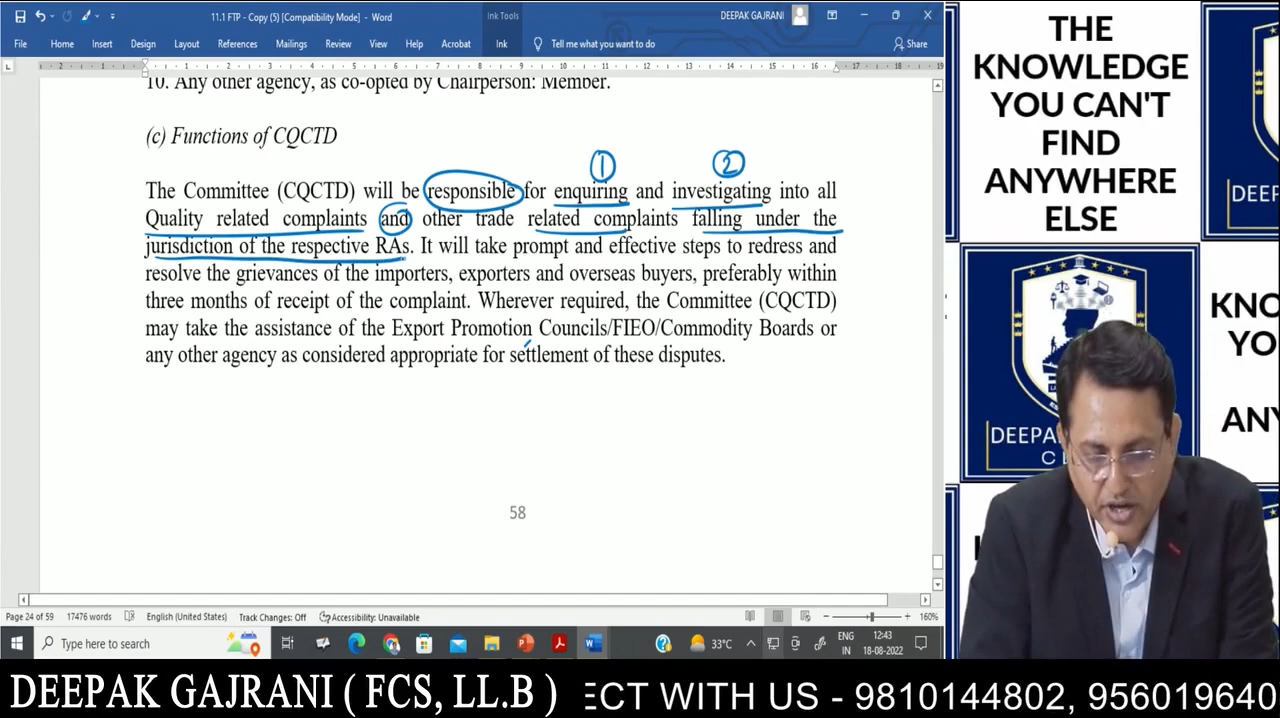 11.1 FTP - Copy (5) [Compatibility Mode] - Word
Ink Tools
DEEPAK GAJRANI
File Home Insert Design Layout References Mailings Review View Help Acrobat Ink Tell me what you want to do Share
10. Any other agency, as co-opted by Chairperson: Member.
(c) Functions of CQCTD
1 2
The Committee (CQCTD) will be responsible for enquiring and investigating into all
Quality related complaints and other trade related complaints falling under the
jurisdiction of the respective RAs. It will take prompt and effective steps to redress and
resolve the grievances of the importers, exporters and overseas buyers, preferably within
three months of receipt of the complaint. Wherever required, the Committee (CQCTD)
may take the assistance of the Export Promotion Councils/FIEO/Commodity Boards or
any other agency as considered appropriate for settlement of these disputes.
58
Page 24 of 59 17476 words English (United States) Track Changes: Off Accessibility: Unavailable 160%
Type here to search
33°C
ENG
IN
12:43
18-08-2022
THE
KNOWLEDGE
YOU CAN'T
FIND
ANYWHERE
ELSE
DEEP
DEEPA
C L
KNO
YO
ANY
DEEPAK GAJRANI ( FCS, LL.B )
ECT WITH US - 9810144802, 956019640